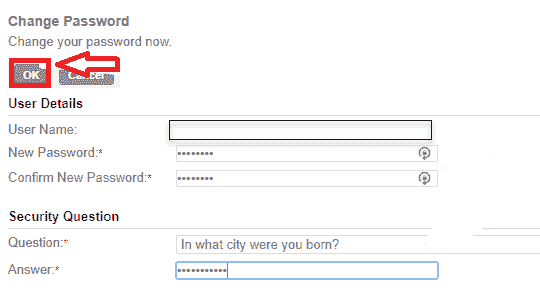 Change Password
Change your password now.
OK Cancel
User Details
User Name:
New Password:* ••••••••
Confirm New Password:* ••••••••
Security Question
Question:* In what city were you born?
Answer:* •••••••••••